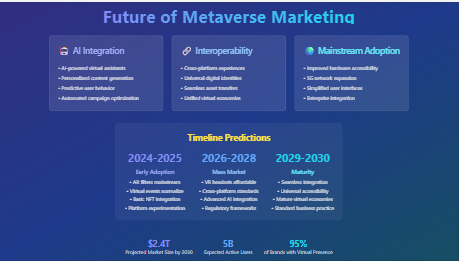 Future of Metaverse Marketing
AI Integration
• AI-powered virtual assistants
• Personalized content generation
• Predictive user behavior
• Automated campaign optimization
Interoperability
• Cross-platform experiences
• Universal digital identities
• Seamless asset transfers
• Unified virtual economies
Mainstream Adoption
• Improved hardware accessibility
• 5G network expansion
• Simplified user interfaces
• Enterprise integration
Timeline Predictions
2024-2025
Early Adoption
• AR filters mainstream
• Virtual events normalize
• Basic NFT integration
• Platform experimentation
2026-2028
Mass Market
• VR headsets affordable
• Cross-platform standards
• Advanced AI integration
• Regulatory frameworks
2029-2030
Maturity
• Seamless integration
• Universal accessibility
• Mature virtual economies
• Standard business practice
$2.4T
Projected Market Size by 2030
5B
Expected Active Users
95%
of Brands with Virtual Presence